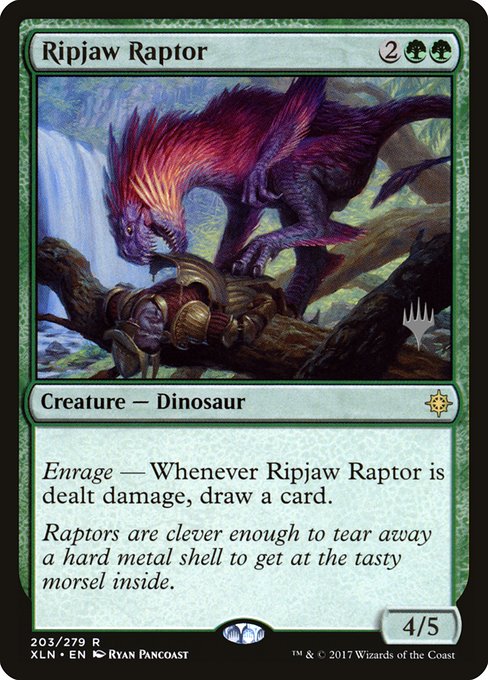 Ripjaw Raptor 2
Creature — Dinosaur
Enrage — Whenever Ripjaw Raptor is
dealt damage, draw a card.
Raptors are clever enough to tear away
a hard metal shell to get at the tasty
morsel inside.
4/5
203/279 R
XLN • EN Ryan Pancoast
™ & © 2017 Wizards of the Coast